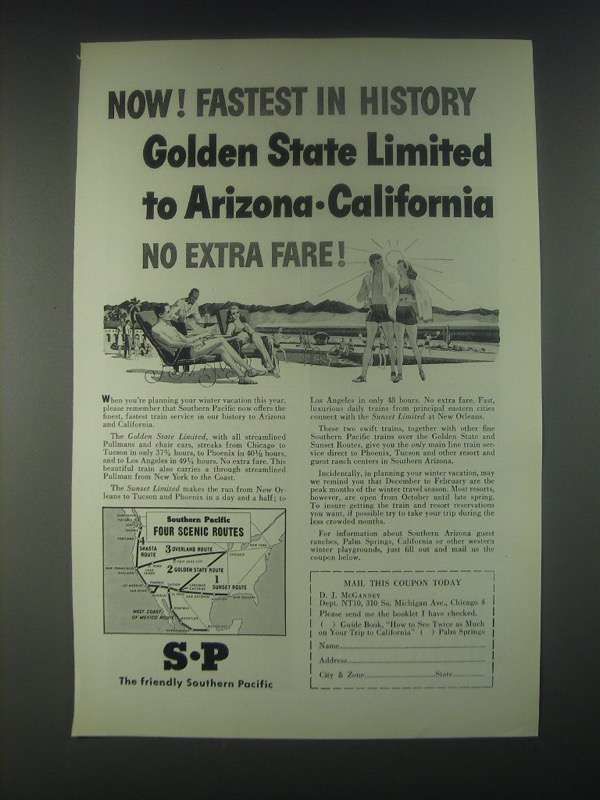 NOW! FASTEST IN HISTORY
Golden State Limited
to Arizona•California
NO EXTRA FARE!
When you're planning your winter vacation this year,
please remember that Southern Pacific now offers the
finest, fastest train service in our history to Arizona
and California.
The Golden State Limited, with all streamlined
Pullmans and chair cars, streaks from Chicago to
Tucson in only 37¾ hours, to Phoenix in 40½ hours,
and to Los Angeles in 49¾ hours. No extra fare. This
beautiful train also carries a through streamlined
Pullman from New York to the Coast.
The Sunset Limited makes the run from New Or-
leans to Tucson and Phoenix in a day and a half; to
Los Angeles in only 48 hours. No extra fare. Fast,
luxurious daily trains from principal eastern cities
connect with the Sunset Limited at New Orleans.
These two swift trains, together with other fine
Southern Pacific trains over the Golden State and
Sunset Routes, give you the only main line train ser-
vice direct to Phoenix, Tucson and other resort and
guest ranch centers in Southern Arizona.
Incidentally, in planning your winter vacation, may
we remind you that December to February are the
peak months of the winter travel season. Most resorts,
however, are open from October until late spring.
To insure getting the train and resort reservations
you want, if possible try to take your trip during the
less crowded months.
For information about Southern Arizona guest
ranches, Palm Springs, California or other western
winter playgrounds, just fill out and mail us the
coupon below.
Southern Pacific
FOUR SCENIC ROUTES
4
SHASTA
ROUTE
3 OVERLAND ROUTE
2 GOLDEN STATE ROUTE
1
SUNSET ROUTE
WEST COAST
OF MEXICO ROUTE
S•P
The friendly Southern Pacific
MAIL THIS COUPON TODAY
D. J. McGanney
Dept. NT10, 310 So. Michigan Ave., Chicago 4
Please send me the booklet I have checked.
( ) Guide Book, "How to See Twice as Much
on Your Trip to California" ( ) Palm Springs
Name
Address
City & Zone State